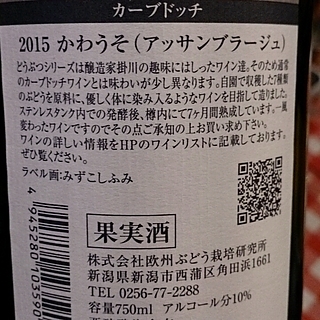 カーブドッチ
2015 かわうそ(アッサンブラージュ)
どうぶつシリーズは醸造家掛川の趣味にはしったワイン達。そのため通常
のカーブドッチワインとは味わいが少し異なります。自園で収穫した7種類
のぶどうを原料に、優しく体に染み入るようなワインを目指して造りました。
ステンレスタンク内での発酵後、樽内にて7ヶ月間熟成しています。一風
変わったワインですのでその点ご承知の上お買い求め下さい。
ワインの詳しい情報をHPのワインリストに記載しております。
ぜひ覧ください。
ラベル画:みずこしふみ
果実酒
株式会社欧州ぶどう栽培研究所
新潟県新潟市西蒲区角田浜1661
TEL 0256-77-2288
容量750ml アルコール分10%
4 945280 103590